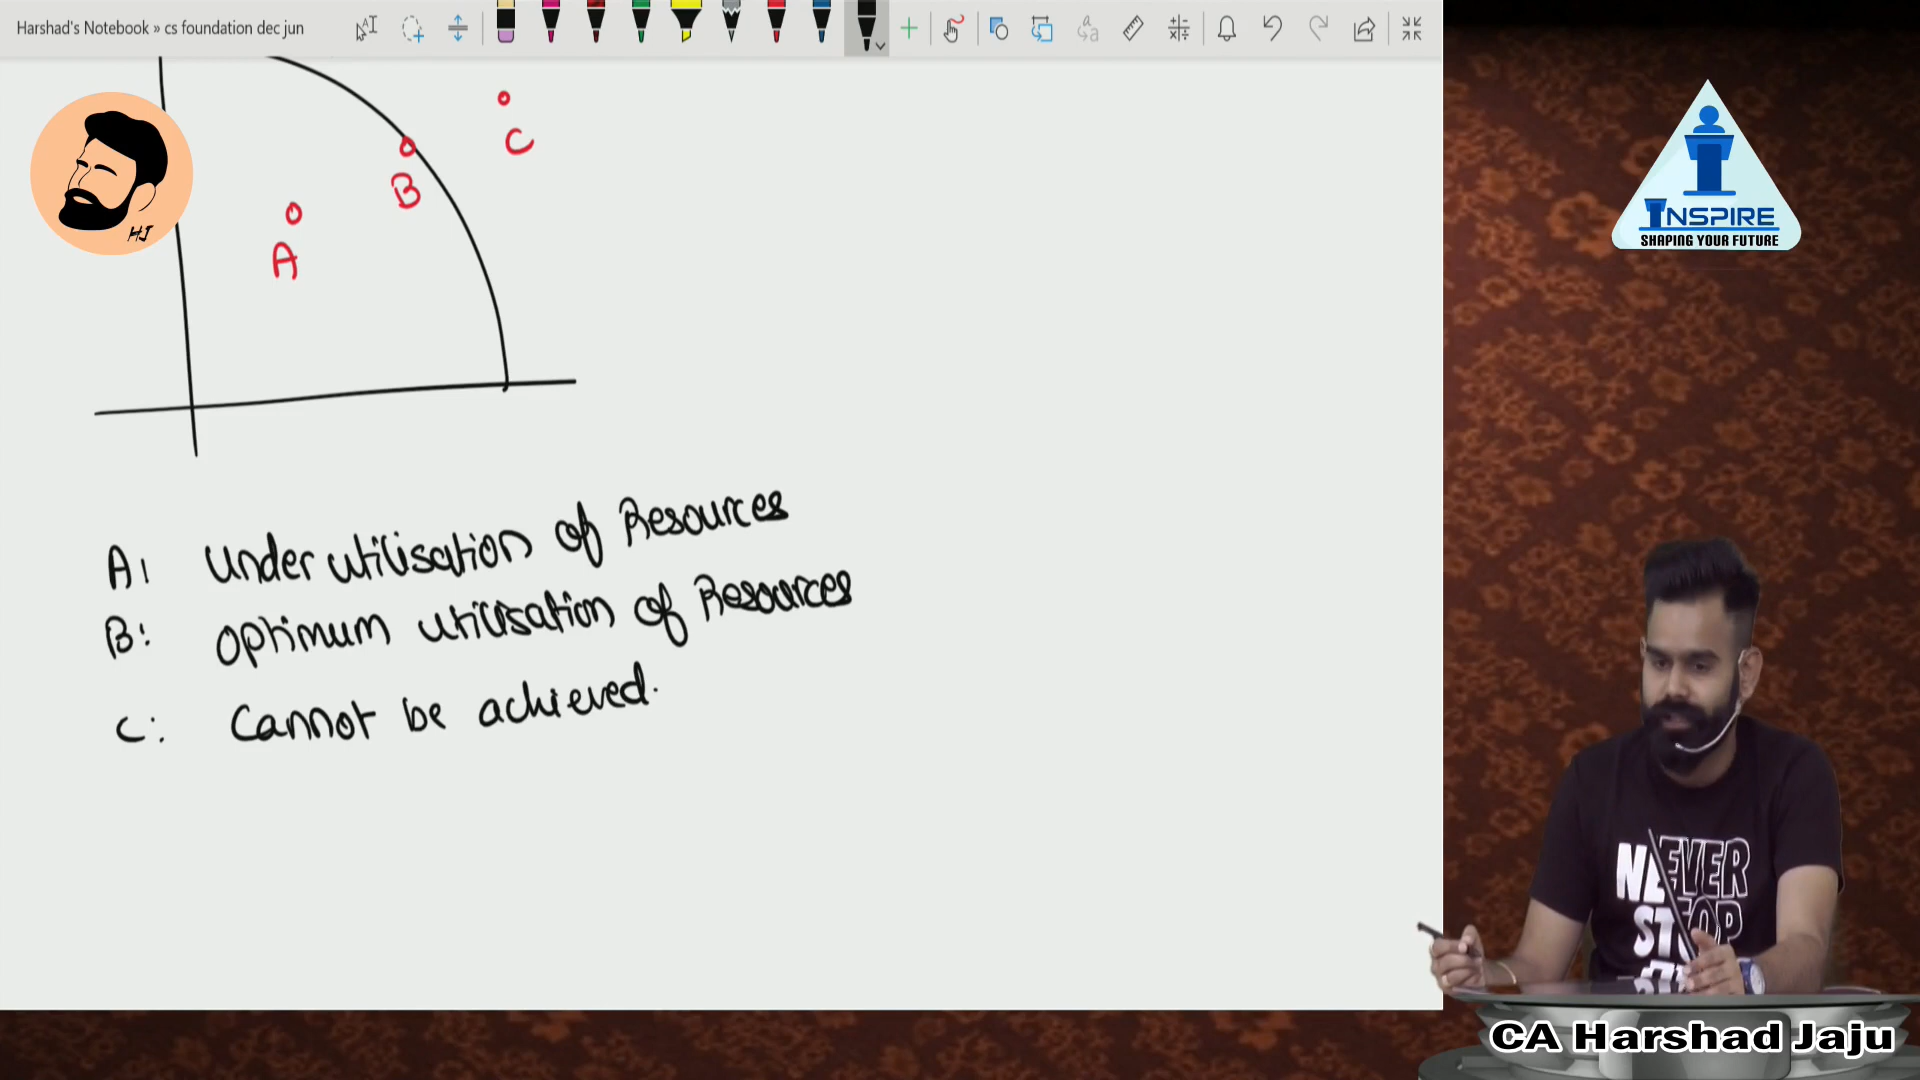 Harshad's Notebook » cs foundation dec jun
C
B
A
HJ
A: Under utilisation of Resources
B: optimum utilisation of Resources
C: Cannot be achieved.
INSPIRE
SHAPING YOUR FUTURE
NEVER
STOP
CA Harshad Jaju